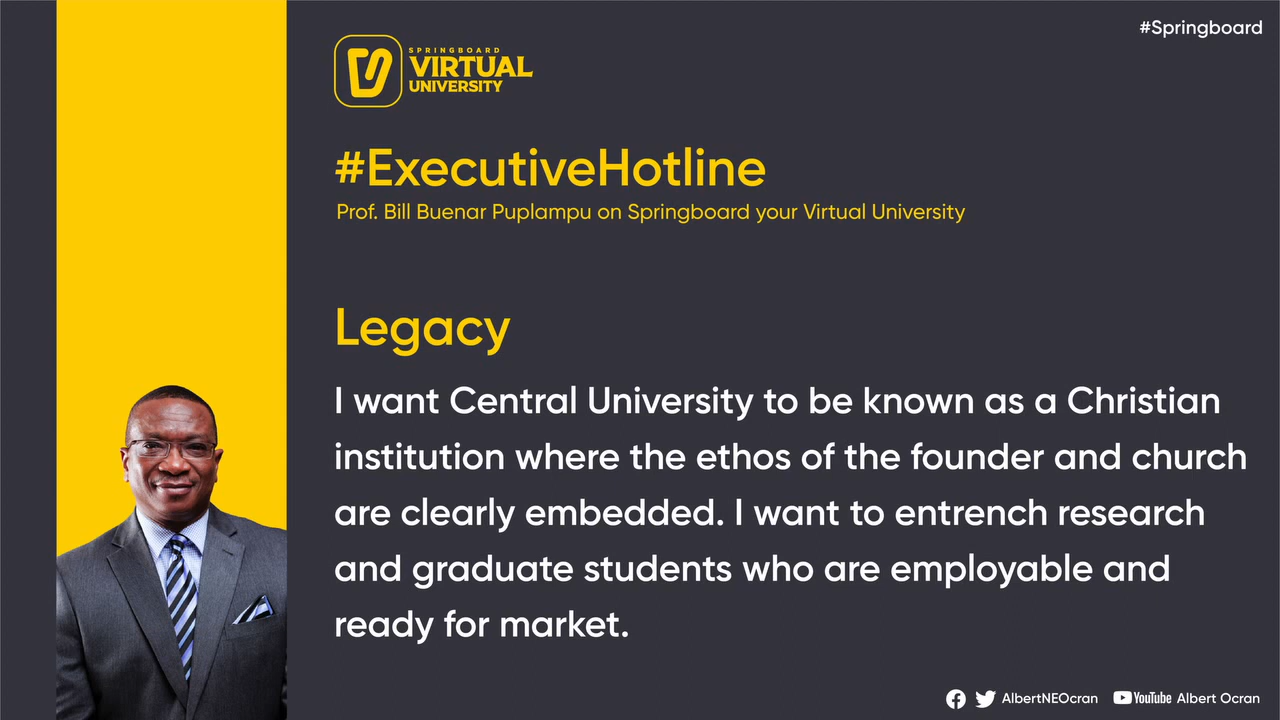 #Springboard
SPRINGBOARD
VIRTUAL
UNIVERSITY
#ExecutiveHotline
Prof. Bill Buenar Puplampu on Springboard your Virtual University
Legacy
I want Central University to be known as a Christian
institution where the ethos of the founder and church
are clearly embedded. I want to entrench research
and graduate students who are employable and
ready for market.
AlbertNEOcran YouTube Albert Ocran